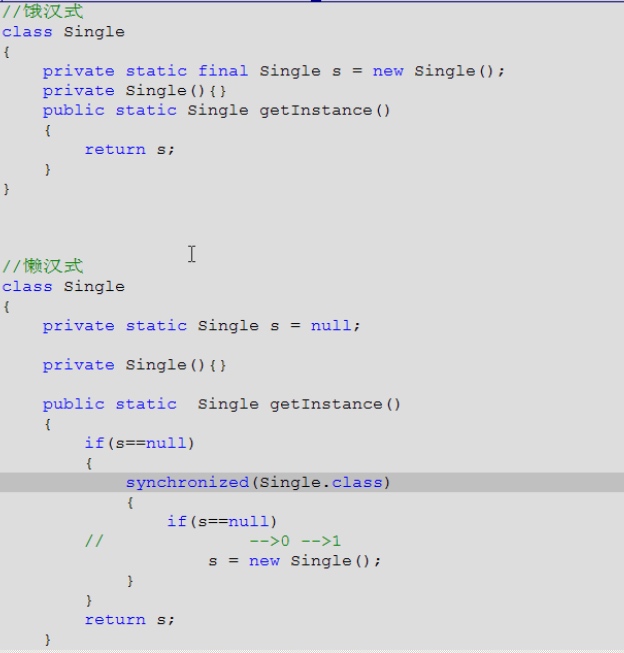 //饿汉式
class Single
{
    private static final Single s = new Single();
    private Single(){}
    public static Single getInstance()
    {
        return s;
    }
}
//懒汉式
class Single
{
    private static Single s = null;
    private Single(){}
    public static  Single getInstance()
    {
        if(s==null)
        {
            synchronized(Single.class)
            {
                if(s==null)
        //              -->0 -->1
                    s = new Single();
            }
        }
        return s;
    }